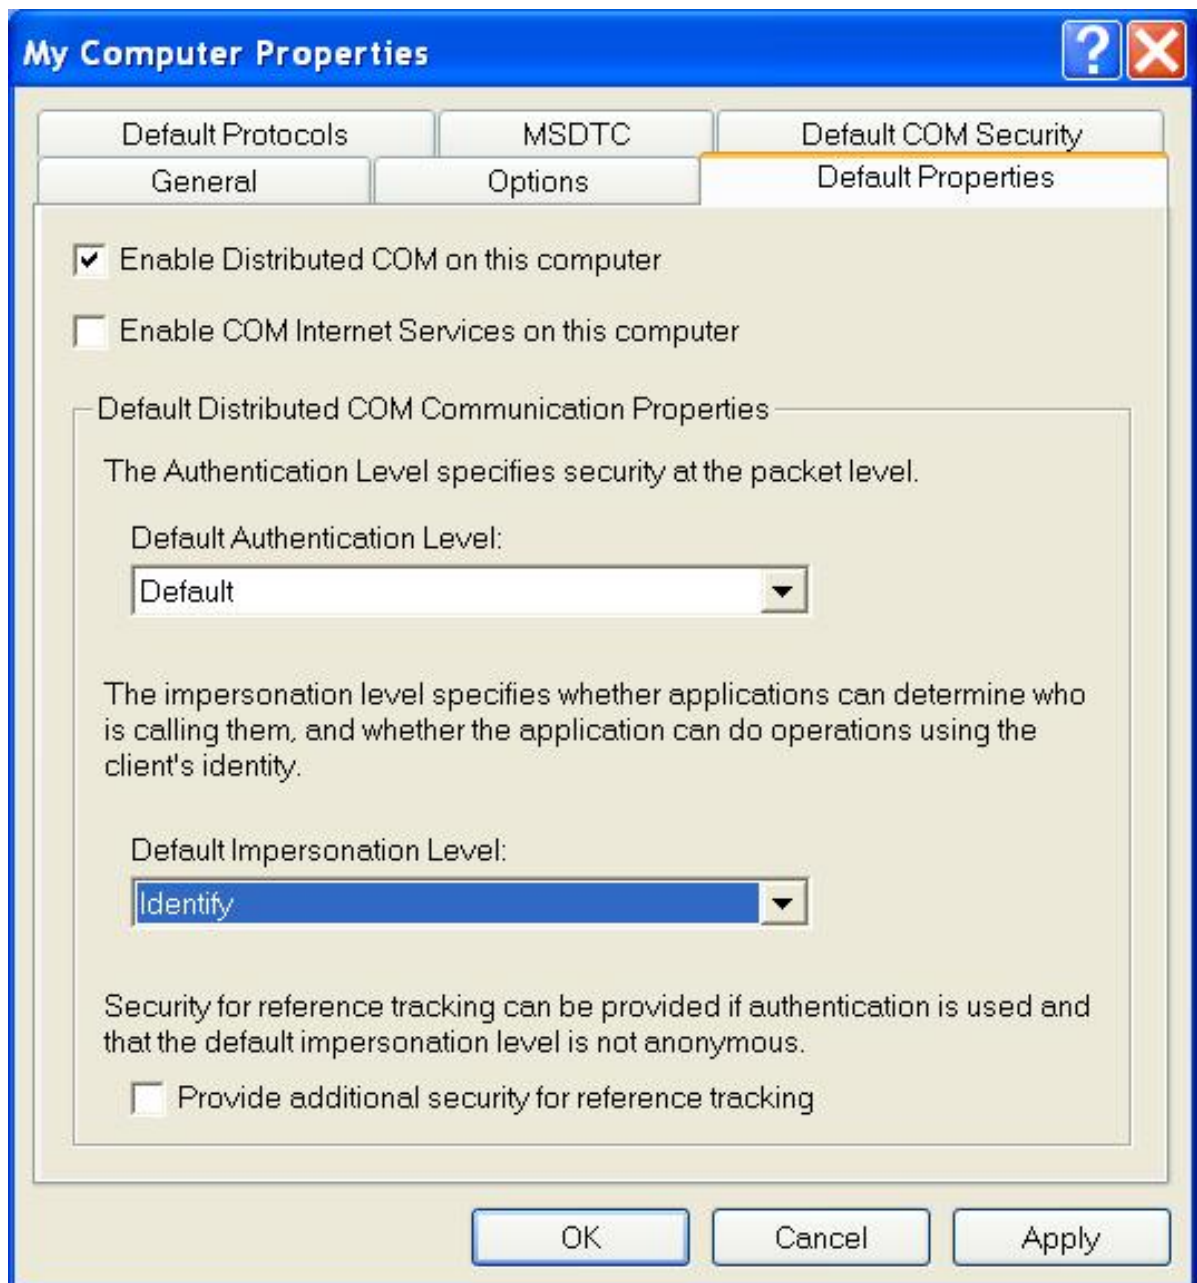 My Computer Properties
Default Protocols
MSDTC
Default COM Security
General
Options
Default Properties
Enable Distributed COM on this computer
Enable COM Internet Services on this computer
Default Distributed COM Communication Properties
The Authentication Level specifies security at the packet level.
Default Authentication Level:
Default
The impersonation level specifies whether applications can determine who
is calling them, and whether the application can do operations using the
client's identity.
Default Impersonation Level:
Identify
Security for reference tracking can be provided if authentication is used and
that the default impersonation level is not anonymous.
Provide additional security for reference tracking
OK
Cancel
Apply